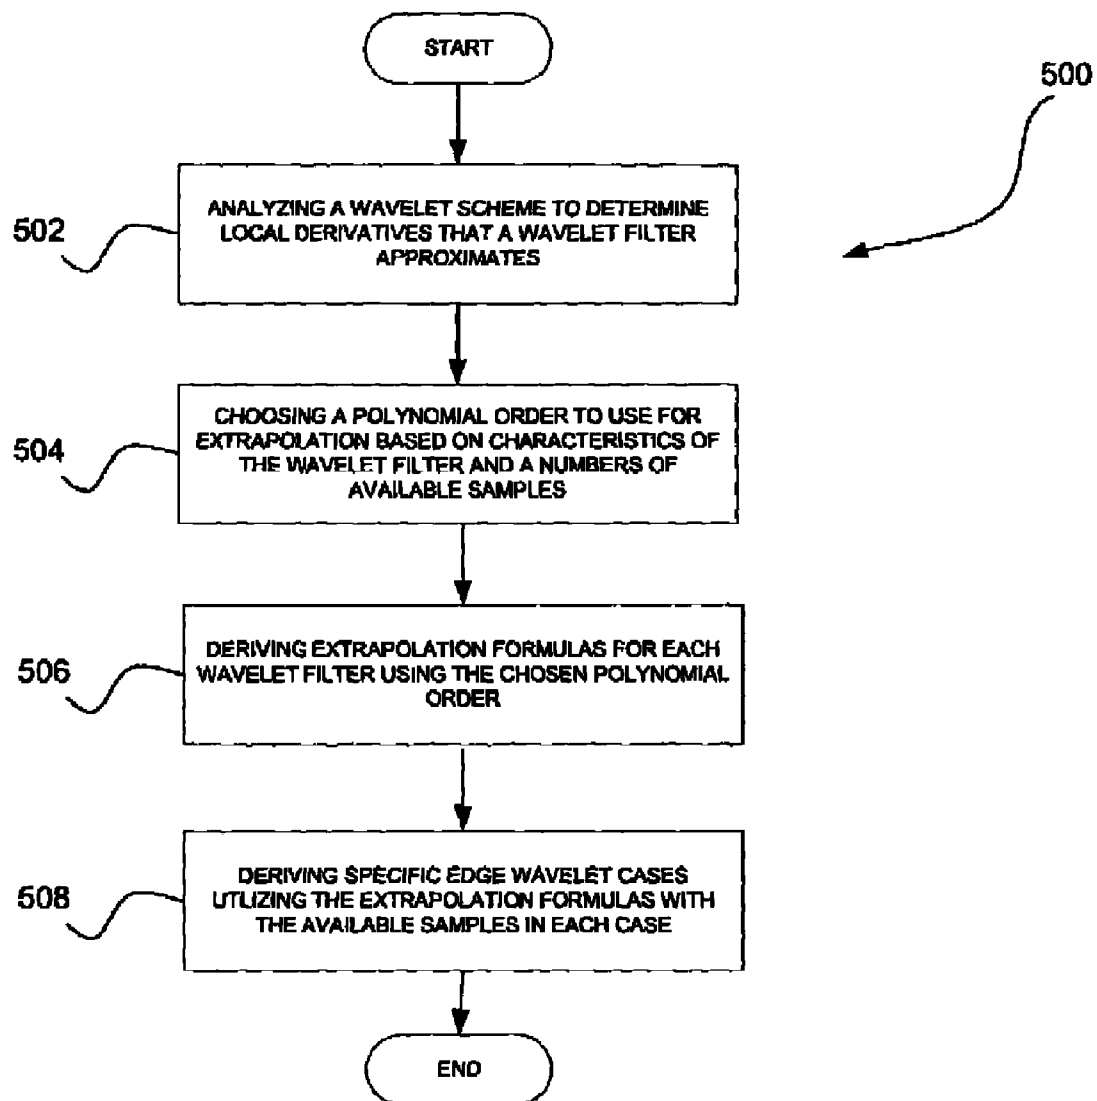 START
500
ANALYZING A WAVELET SCHEME TO DETERMINE
LOCAL DERIVATIVES THAT A WAVELET FILTER
APPROXIMATES
502
CHOOSING A POLYNOMIAL ORDER TO USE FOR
EXTRAPOLATION BASED ON CHARACTERISTICS OF
THE WAVELET FILTER AND A NUMBERS OF
AVAILABLE SAMPLES
504
DERIVING EXTRAPOLATION FORMULAS FOR EACH
WAVELET FILTER USING THE CHOSEN POLYNOMIAL
ORDER
506
DERIVING SPECIFIC EDGE WAVELET CASES
UTLIZING THE EXTRAPOLATION FORMULAS WITH
THE AVAILABLE SAMPLES IN EACH CASE
508
END